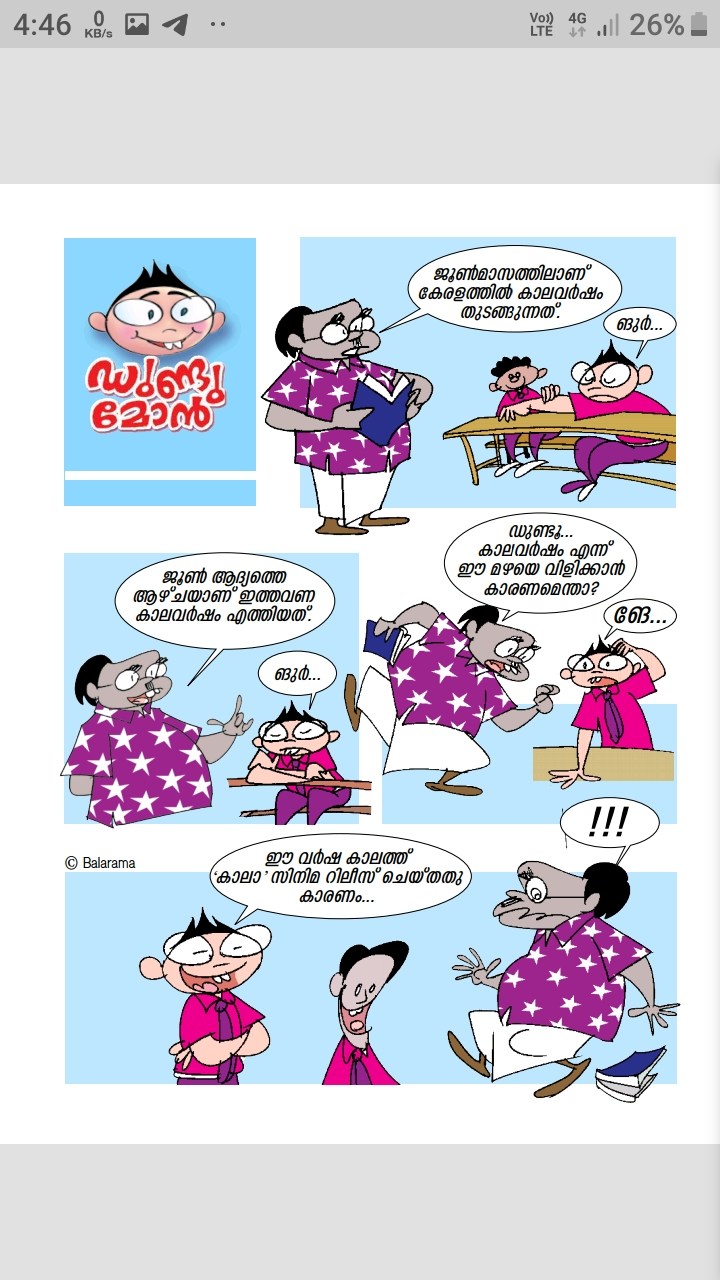 4:46 0 KB/s Vo)) LTE 4G 26%
ഡുണ്ടു
മോൻ
ജൂൺമാസത്തിലാണ്
കേരളത്തിൽ കാലവർഷം
തുടങ്ങുന്നത്.
ഒുർ...
ജൂൺ ആദ്യത്തെ
ആഴ്ചയാണ് ഇത്തവണ
കാലവർഷം എത്തിയത്.
ഒുർ...
ഡുണ്ടൂ...
കാലവർഷം എന്ന്
ഈ മഴയെ വിളിക്കാൻ
കാരണമെന്താ?
ങേ...
© Balarama
ഈ വർഷ കാലത്ത്
‘കാലാ’ സിനിമ റിലീസ് ചെയ്തതു
കാരണം...
!!!